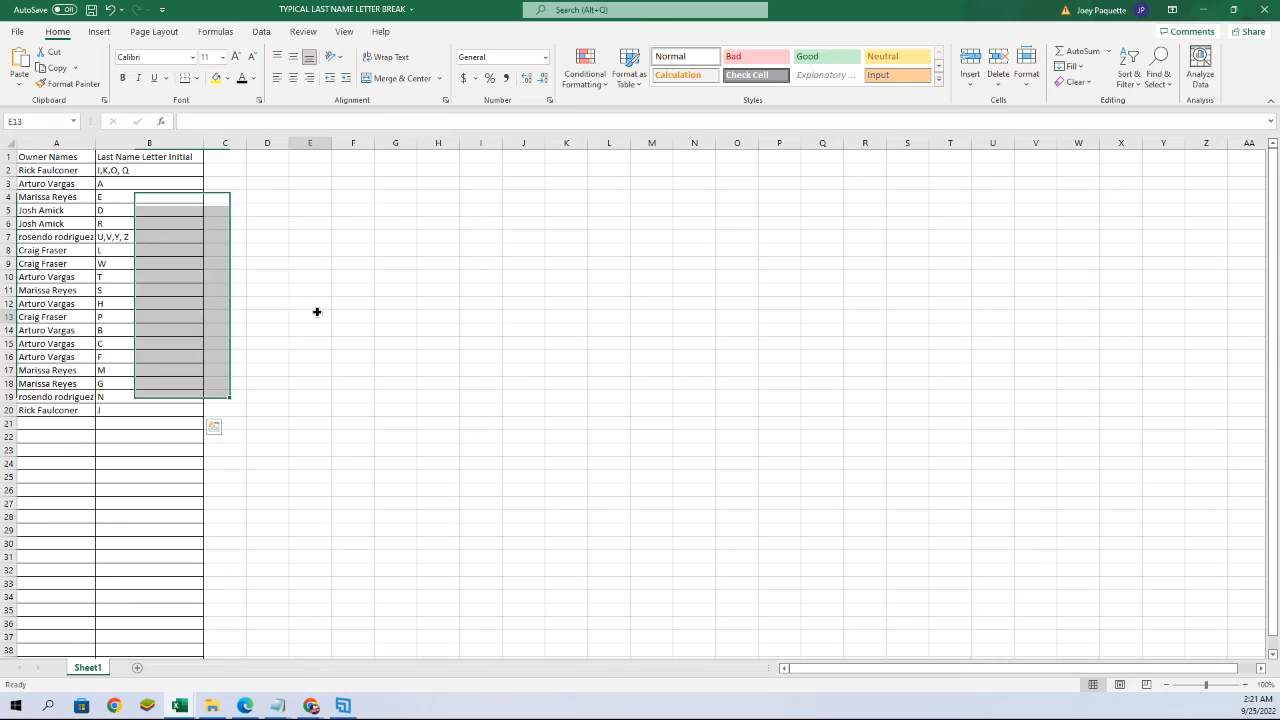 AutoSave Off TYPICAL LAST NAME LETTER BREAK Search (Alt+Q) Joey Paquette JP
File Home Insert Page Layout Formulas Data Review View Help Comments Share
Paste Cut Copy Format Painter Calibri 11 Wrap Text General Conditional Formatting Format as Table Normal Bad Good Neutral Insert Delete Format AutoSum Fill Clear Sort & Filter Find & Select Analyze Data
B I U Merge & Center $ % Calculation Check Cell Explanatory ... Input
Clipboard Font Alignment Number Styles Cells Editing Analysis
E13 fx
A B C D E F G H I J K L M N O P Q R S T U V W X Y Z AA
1 Owner Names Last Name Letter Initial
2 Rick Faulconer I,K,O, Q
3 Arturo Vargas A
4 Marissa Reyes E
5 Josh Amick D
6 Josh Amick R
7 rosendo rodriguez U,V,Y, Z
8 Craig Fraser L
9 Craig Fraser W
10 Arturo Vargas T
11 Marissa Reyes S
12 Arturo Vargas H
13 Craig Fraser P
14 Arturo Vargas B
15 Arturo Vargas C
16 Arturo Vargas F
17 Marissa Reyes M
18 Marissa Reyes G
19 rosendo rodriguez N
20 Rick Faulconer J
21
22
23
24
25
26
27
28
29
30
31
32
33
34
35
36
37
38
Sheet1
Ready 100%
2:21 AM
9/25/2022